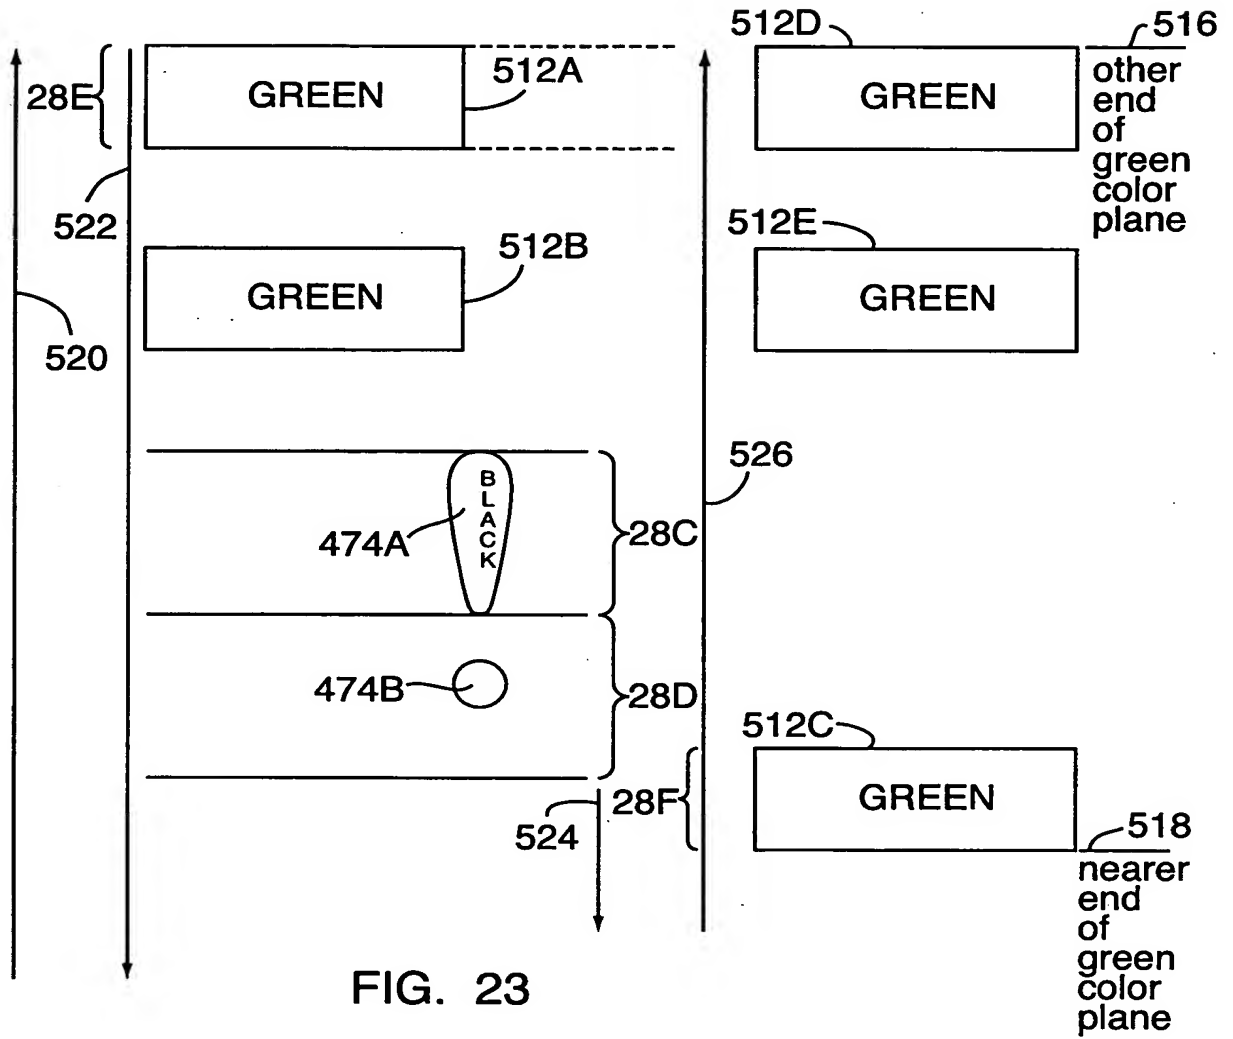 512D
516
28E
GREEN
512A
GREEN
other
end
of
green
color
plane
522
512B
512E
GREEN
GREEN
520
526
BLACK
474A
28C
474B
28D
512C
28F
GREEN
524
518
nearer
end
of
green
color
plane
FIG. 23